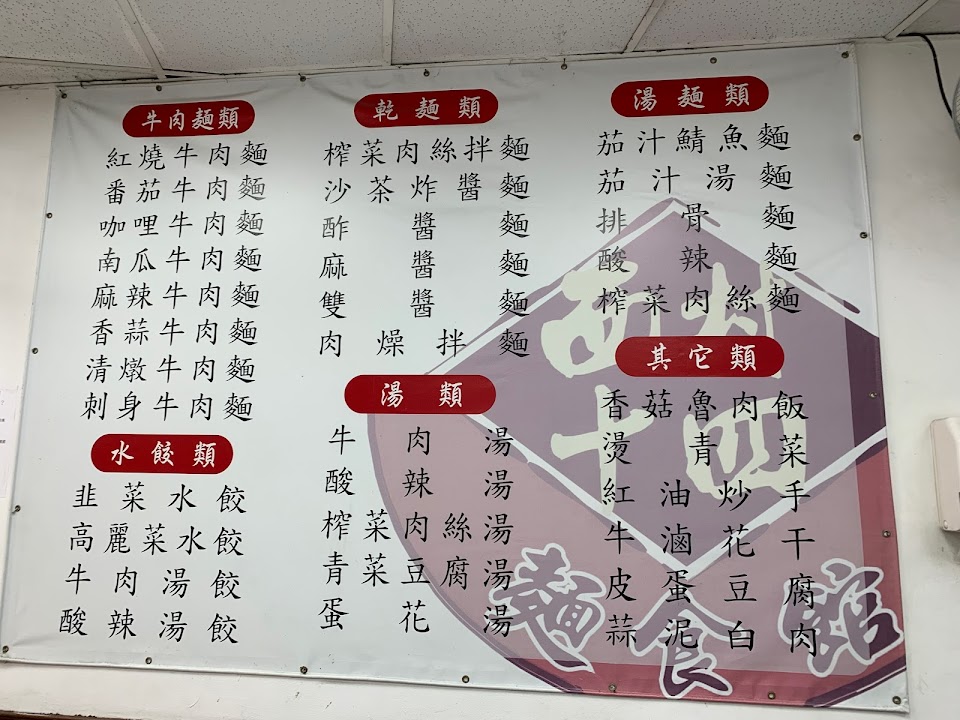 牛肉麵類
紅燒牛肉麵
番茄牛肉麵
咖哩牛肉麵
南瓜牛肉麵
麻辣牛肉麵
香蒜牛肉麵
清燉牛肉麵
刺身牛肉麵
水餃類
韭菜水餃
高麗菜水餃
牛肉湯餃
酸辣湯餃
乾麵類
榨菜肉絲拌麵
沙茶炸醬麵
酢醬麵
麻醬麵
雙醬麵
肉燥拌麵
湯類
牛肉湯
酸辣湯
榨菜肉絲湯
青菜豆腐湯
蛋花湯
湯麵類
茄汁鯖魚麵
茄汁湯麵
排骨麵
酸辣麵
榨菜肉絲麵
其它類
香菇魯肉飯
燙青菜
紅油炒手
牛滷花干
皮蛋豆腐
蒜泥白肉
西
十四
麵食館